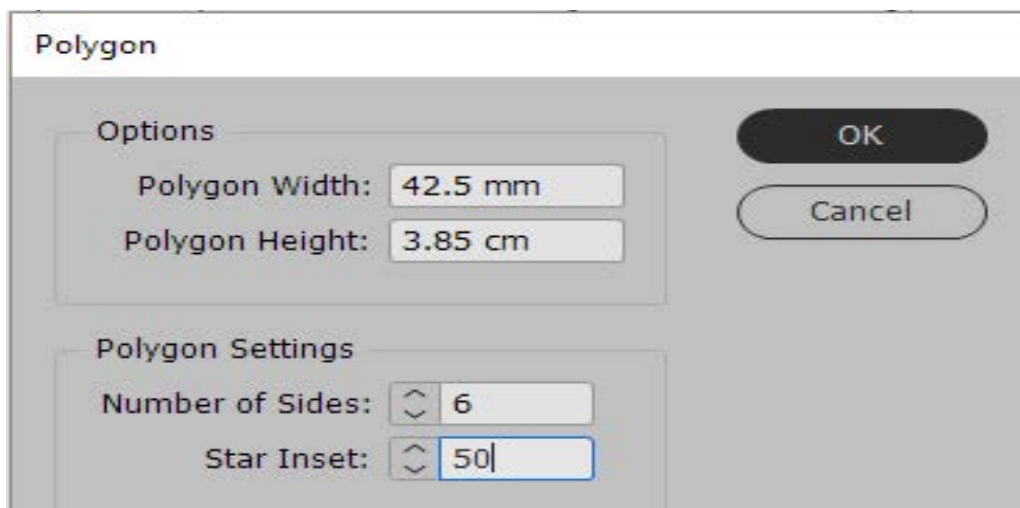 Polygon
Options
OK
Polygon Width: 42.5 mm
Cancel
Polygon Height: 3.85 cm
Polygon Settings
Number of Sides: 6
Star Inset: 50